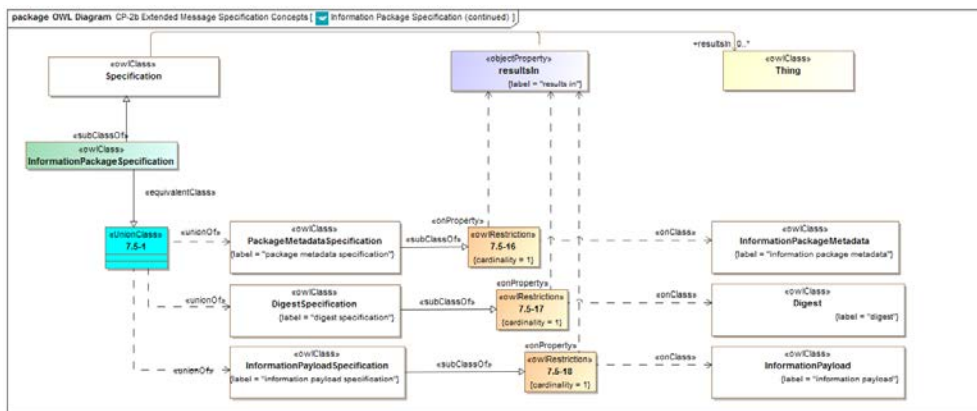 package OWL Diagram CP-2b Extended Message Specification Concepts [ Information Package Specification (continued) ]
+resultsIn 0..*
«owlClass»
Specification
«objectProperty»
resultsIn
{label = "results in"}
«owlClass»
Thing
«subClassOf»
«owlClass»
InformationPackageSpecification
«equivalentClass»
«UnionClass»
7.5-1
«unionOf»
«owlClass»
PackageMetadataSpecification
{label = "package metadata specification"}
«subClassOf»
«onProperty»
«owlRestriction»
7.5-16
{cardinality = 1}
«onClass»
«owlClass»
InformationPackageMetadata
{label = "information package metadata"}
«unionOf»
«owlClass»
DigestSpecification
{label = "digest specification"}
«subClassOf»
«onProperty»
«owlRestriction»
7.5-17
{cardinality = 1}
«onClass»
«owlClass»
Digest
{label = "digest"}
«unionOf»
«owlClass»
InformationPayloadSpecification
{label = "information payload specification"}
«subClassOf»
«onProperty»
«owlRestriction»
7.5-18
{cardinality = 1}
«onClass»
«owlClass»
InformationPayload
{label = "information payload"}